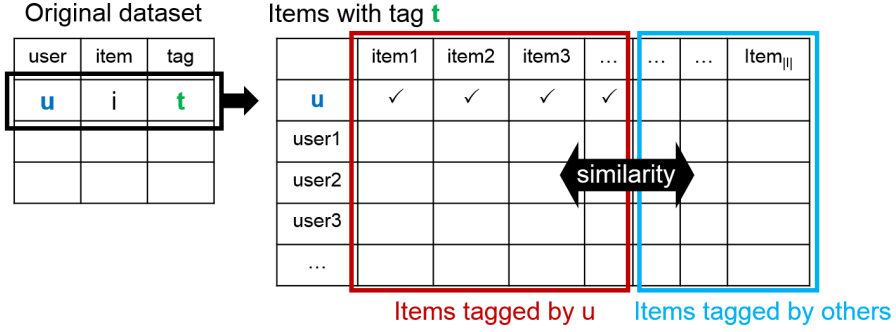 Original dataset
Items with tag t
user item tag
u i t
item1 item2 item3 … … … Item|I|
u ✓ ✓ ✓ ✓
user1
user2
similarity
user3
…
Items tagged by u
Items tagged by others